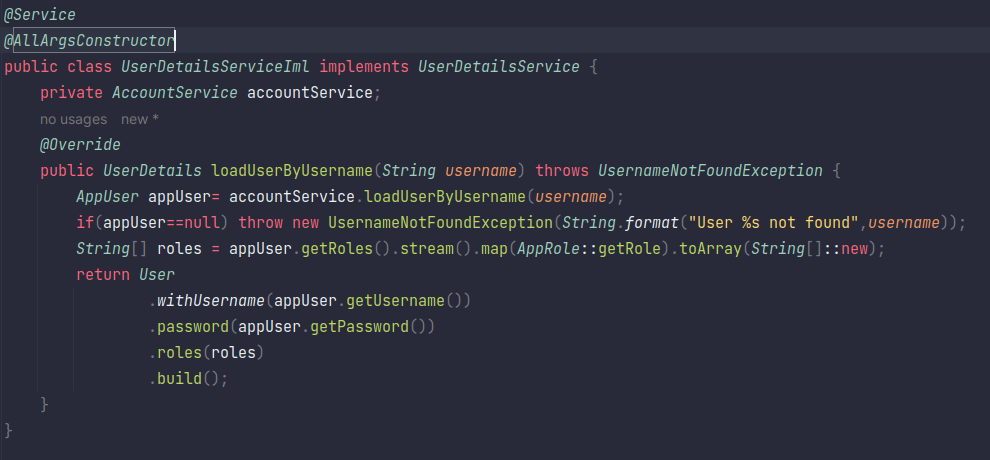 @Service
@AllArgsConstructor
public class UserDetailsServiceIml implements UserDetailsService {
    private AccountService accountService;
    no usages   new *
    @Override
    public UserDetails loadUserByUsername(String username) throws UsernameNotFoundException {
        AppUser appUser= accountService.loadUserByUsername(username);
        if(appUser==null) throw new UsernameNotFoundException(String.format("User %s not found",username));
        String[] roles = appUser.getRoles().stream().map(AppRole::getRole).toArray(String[]::new);
        return User
                .withUsername(appUser.getUsername())
                .password(appUser.getPassword())
                .roles(roles)
                .build();
    }
}